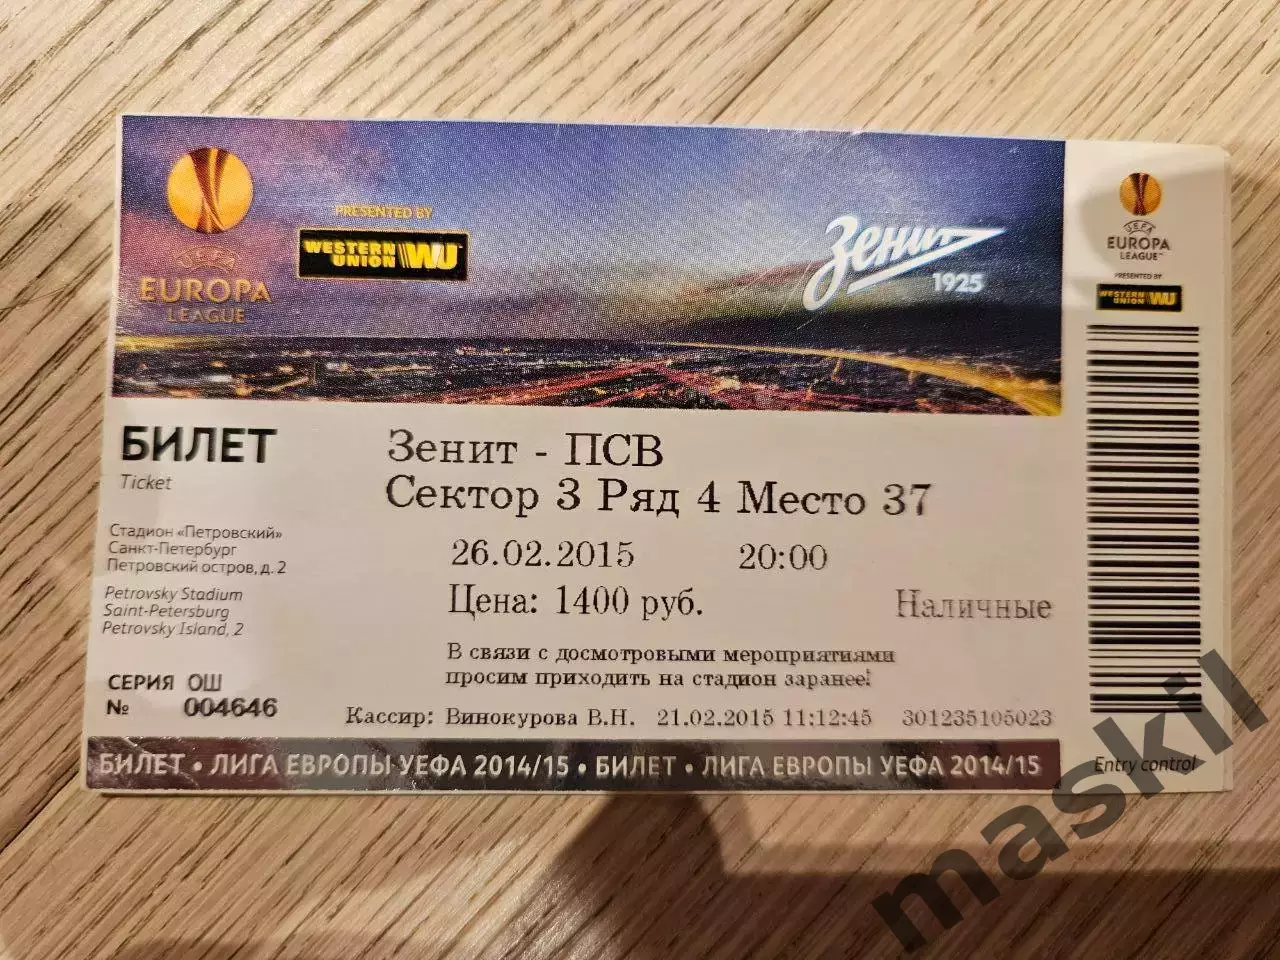 PRESENTED BY
WESTERN UNION WU
UEFA
EUROPA
LEAGUE
Зенит
1925
UEFA
EUROPA
LEAGUE
PRESENTED BY
WESTERN UNION WU
БИЛЕТ
Ticket
Зенит - ПСВ
Сектор 3 Ряд 4 Место 37
26.02.2015 20:00
Цена: 1400 руб. Наличные
Стадион «Петровский»
Санкт-Петербург
Петровский остров, д. 2
Petrovsky Stadium
Saint-Petersburg
Petrovsky Island, 2
В связи с досмотровыми мероприятиями
просим приходить на стадион заранее!
СЕРИЯ ОШ
№ 004646
Кассир: Винокурова В.Н. 21.02.2015 11:12:45 301235105023
БИЛЕТ • ЛИГА ЕВРОПЫ УЕФА 2014/15 • БИЛЕТ • ЛИГА ЕВРОПЫ УЕФА 2014/15
Entry control
maskil